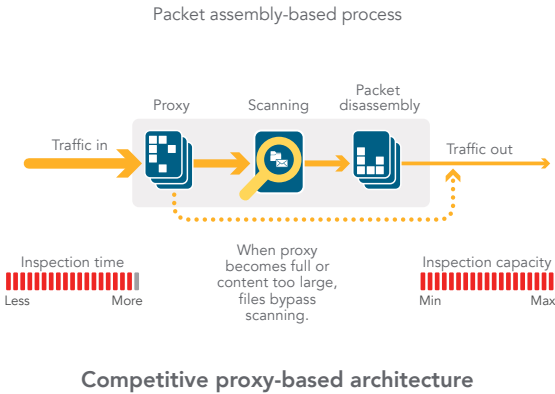 Packet assembly-based process
Proxy
Scanning
Packet
disassembly
Traffic in
Traffic out
Inspection time
Less
More
When proxy
becomes full or
content too large,
files bypass
scanning.
Inspection capacity
Min
Max
Competitive proxy-based architecture